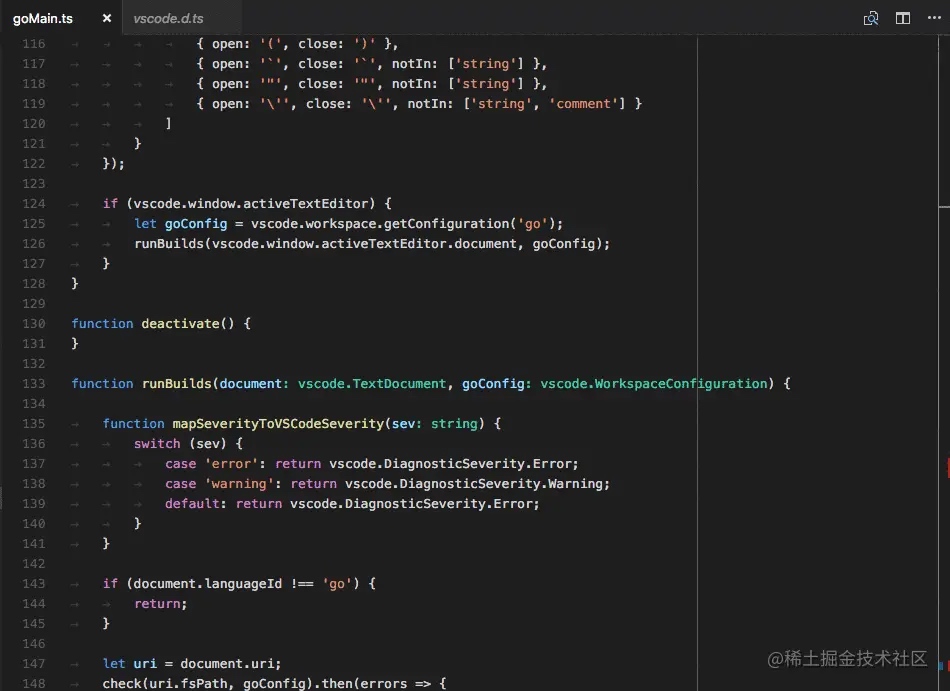 goMain.ts × vscode.d.ts
116 { open: '(', close: ')' },
117 { open: '`', close: '`', notIn: ['string'] },
118 { open: '"', close: '"', notIn: ['string'] },
119 { open: '\'', close: '\'', notIn: ['string', 'comment'] }
120 ]
121 }
122 });
123
124 if (vscode.window.activeTextEditor) {
125 let goConfig = vscode.workspace.getConfiguration('go');
126 runBuilds(vscode.window.activeTextEditor.document, goConfig);
127 }
128 }
129
130 function deactivate() {
131 }
132
133 function runBuilds(document: vscode.TextDocument, goConfig: vscode.WorkspaceConfiguration) {
134
135 function mapSeverityToVSCodeSeverity(sev: string) {
136 switch (sev) {
137 case 'error': return vscode.DiagnosticSeverity.Error;
138 case 'warning': return vscode.DiagnosticSeverity.Warning;
139 default: return vscode.DiagnosticSeverity.Error;
140 }
141 }
142
143 if (document.languageId !== 'go') {
144 return;
145 }
146
147 let uri = document.uri;
148 check(uri.fsPath, goConfig).then(errors => {
@稀土掘金技术社区